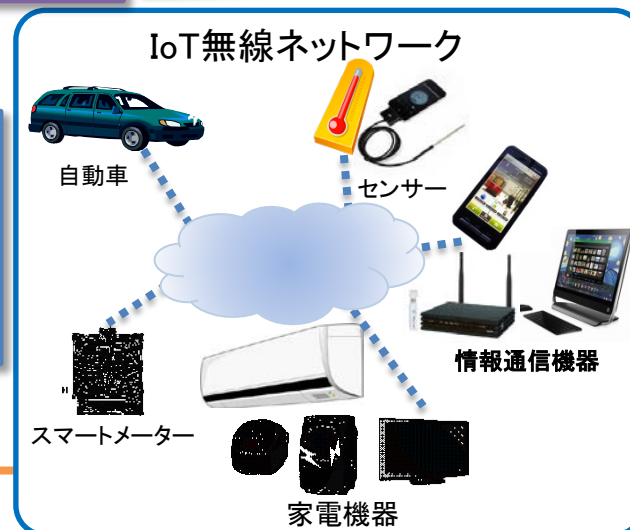 IoT無線ネットワーク
自動車
センサー
情報通信機器
スマートメーター
家電機器